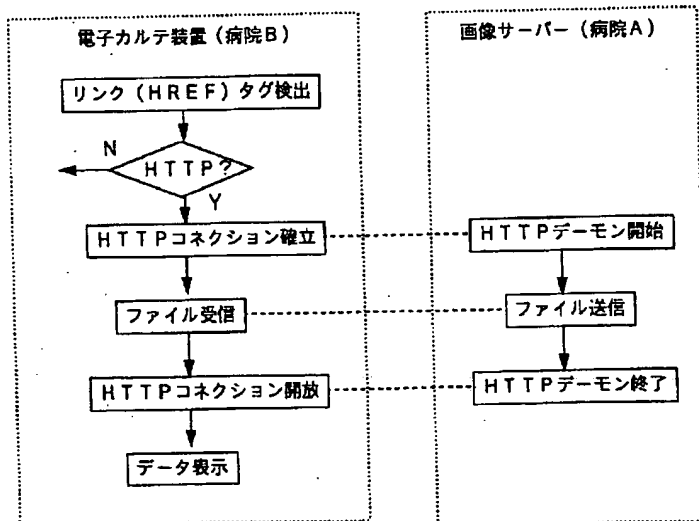 電子カルテ装置（病院B）
リンク（HREF）タグ検出
HTTP？
N
Y
HTTPコネクション確立
ファイル受信
HTTPコネクション開放
データ表示
画像サーバー（病院A）
HTTPデーモン開始
ファイル送信
HTTPデーモン終了